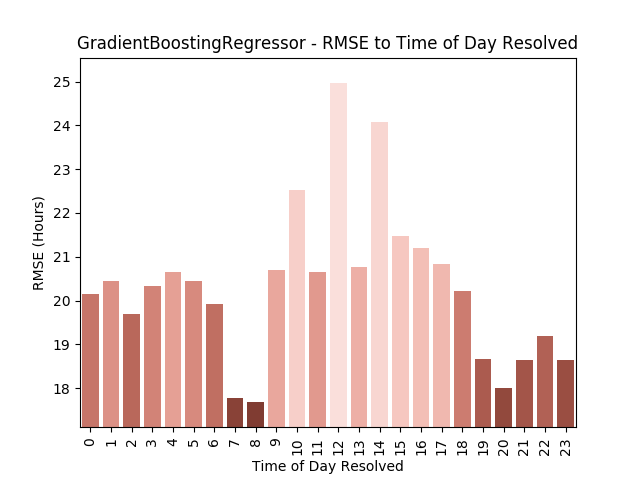 GradientBoostingRegressor - RMSE to Time of Day Resolved
RMSE (Hours)
25
24
23
22
21
20
19
18
0 1 2 3 4 5 6 7 8 9 10 11 12 13 14 15 16 17 18 19 20 21 22 23
Time of Day Resolved